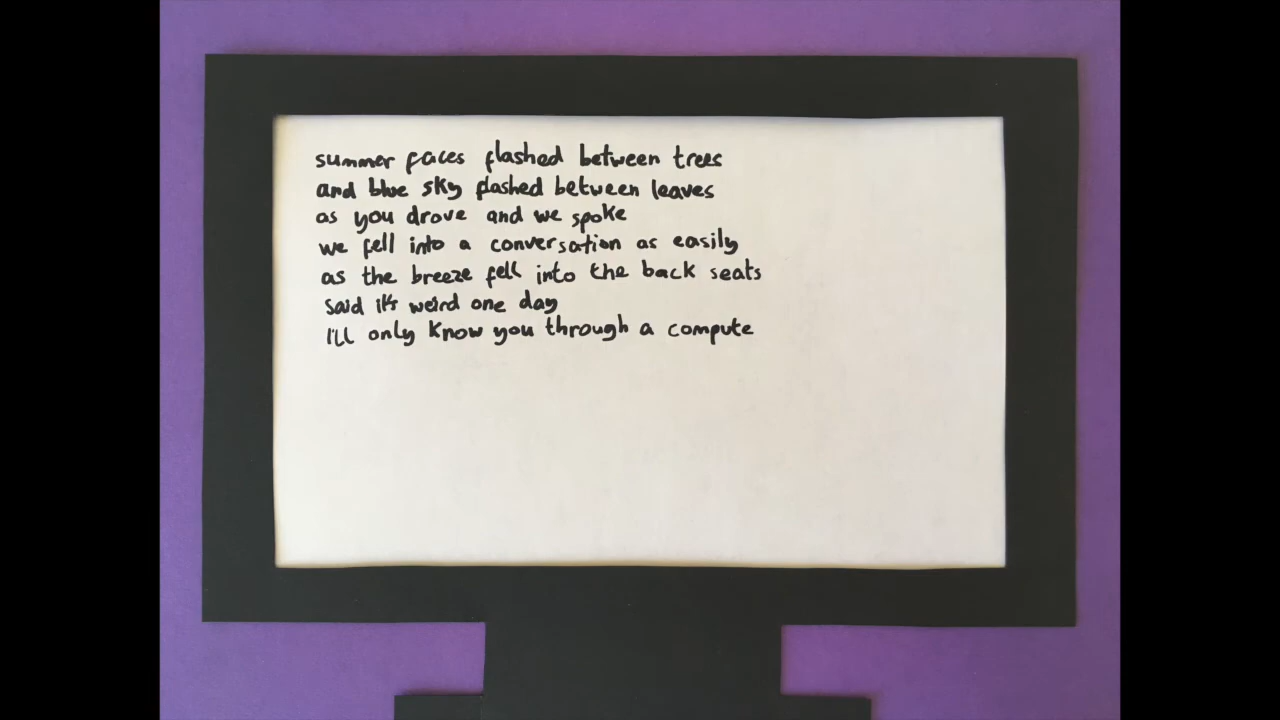 summer faces flashed between trees
and blue sky flashed between leaves
as you drove and we spoke
we fell into a conversation as easily
as the breeze fell into the back seats
said it's weird one day
I'll only know you through a compute